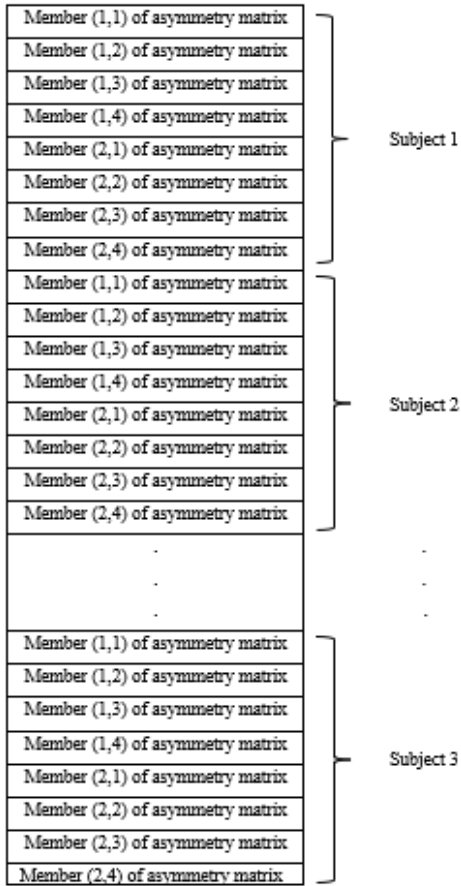 Member (1,1) of asymmetry matrix
Member (1,2) of asymmetry matrix
Member (1,3) of asymmetry matrix
Member (1,4) of asymmetry matrix
Member (2,1) of asymmetry matrix
Member (2,2) of asymmetry matrix
Member (2,3) of asymmetry matrix
Member (2,4) of asymmetry matrix
Subject 1
Member (1,1) of asymmetry matrix
Member (1,2) of asymmetry matrix
Member (1,3) of asymmetry matrix
Member (1,4) of asymmetry matrix
Member (2,1) of asymmetry matrix
Member (2,2) of asymmetry matrix
Member (2,3) of asymmetry matrix
Member (2,4) of asymmetry matrix
Subject 2
. .
. .
. .
Member (1,1) of asymmetry matrix
Member (1,2) of asymmetry matrix
Member (1,3) of asymmetry matrix
Member (1,4) of asymmetry matrix
Member (2,1) of asymmetry matrix
Member (2,2) of asymmetry matrix
Member (2,3) of asymmetry matrix
Member (2,4) of asymmetry matrix
Subject 3